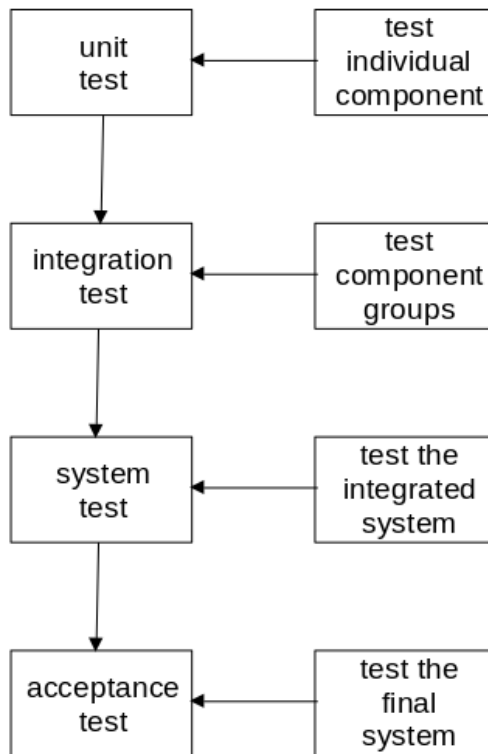 unit
test
test
individual
component
integration
test
test
component
groups
system
test
test the
integrated
system
acceptance
test
test the
final
system